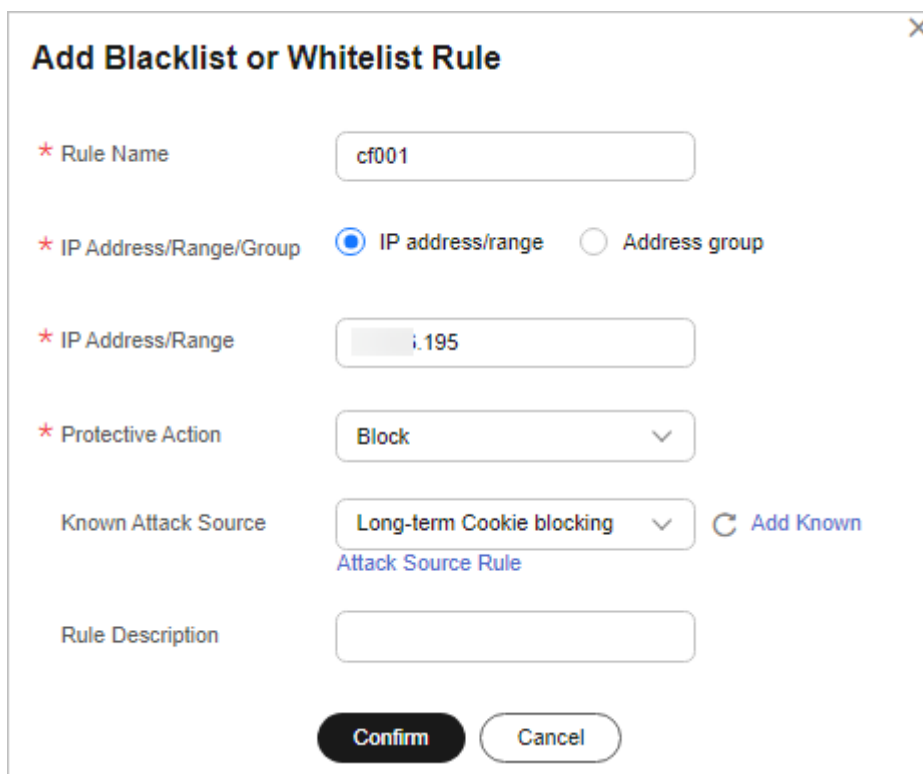 Add Blacklist or Whitelist Rule
* Rule Name cf001
* IP Address/Range/Group IP address/range Address group
* IP Address/Range .195
* Protective Action Block
Known Attack Source Long-term Cookie blocking Add Known
Attack Source Rule
Rule Description
Confirm Cancel